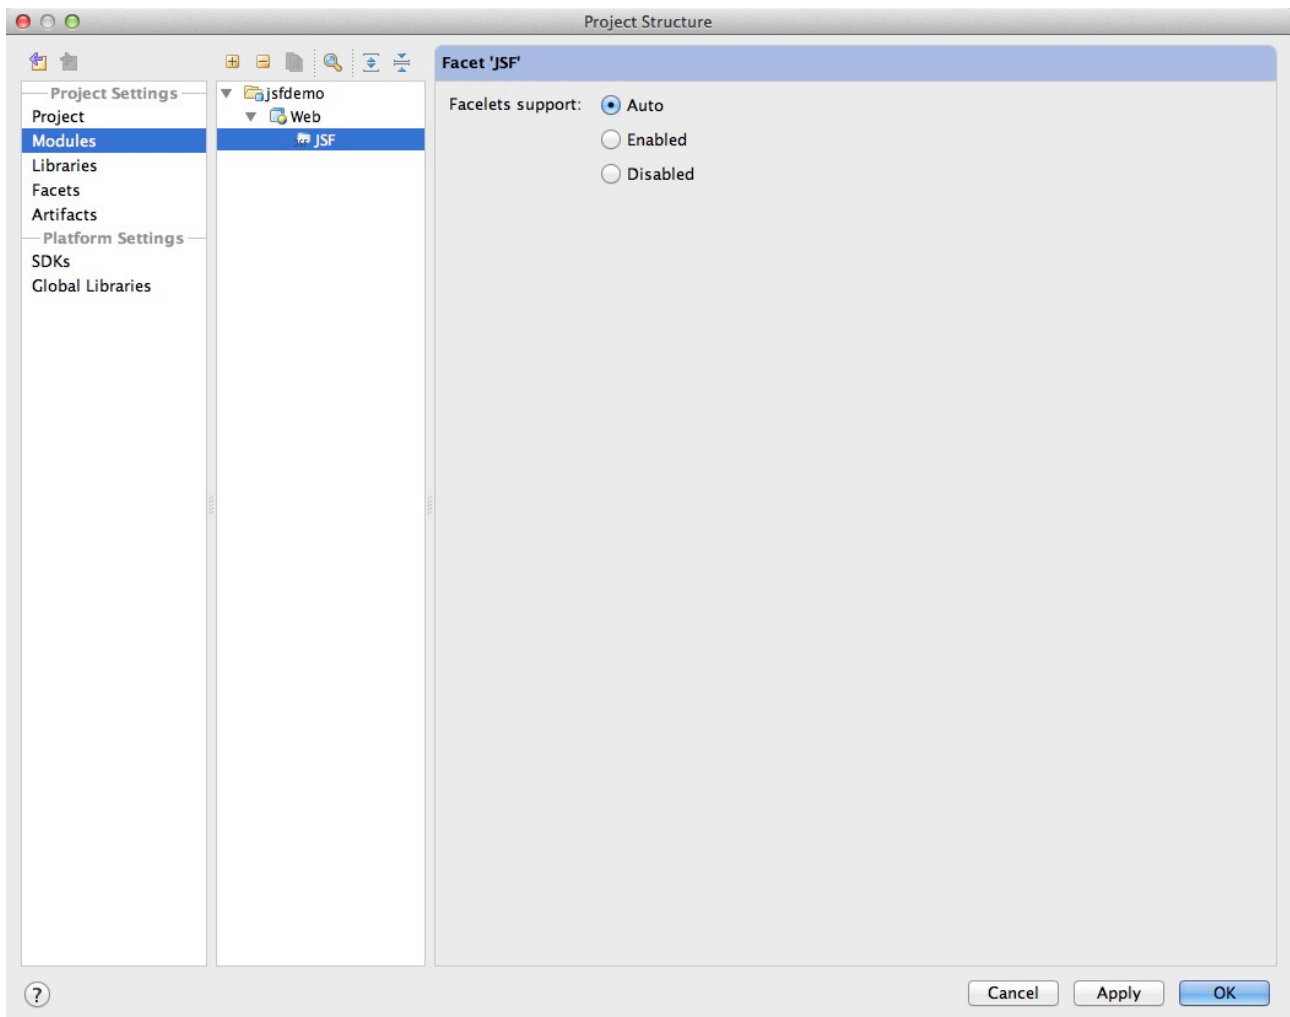 Project Structure
Facet 'JSF'
Project Settings
Project
Modules
Libraries
Facets
Artifacts
Platform Settings
SDKs
Global Libraries
jsfdemo
Web
JSF
Facelets support:
Auto
Enabled
Disabled
?
Cancel
Apply
OK